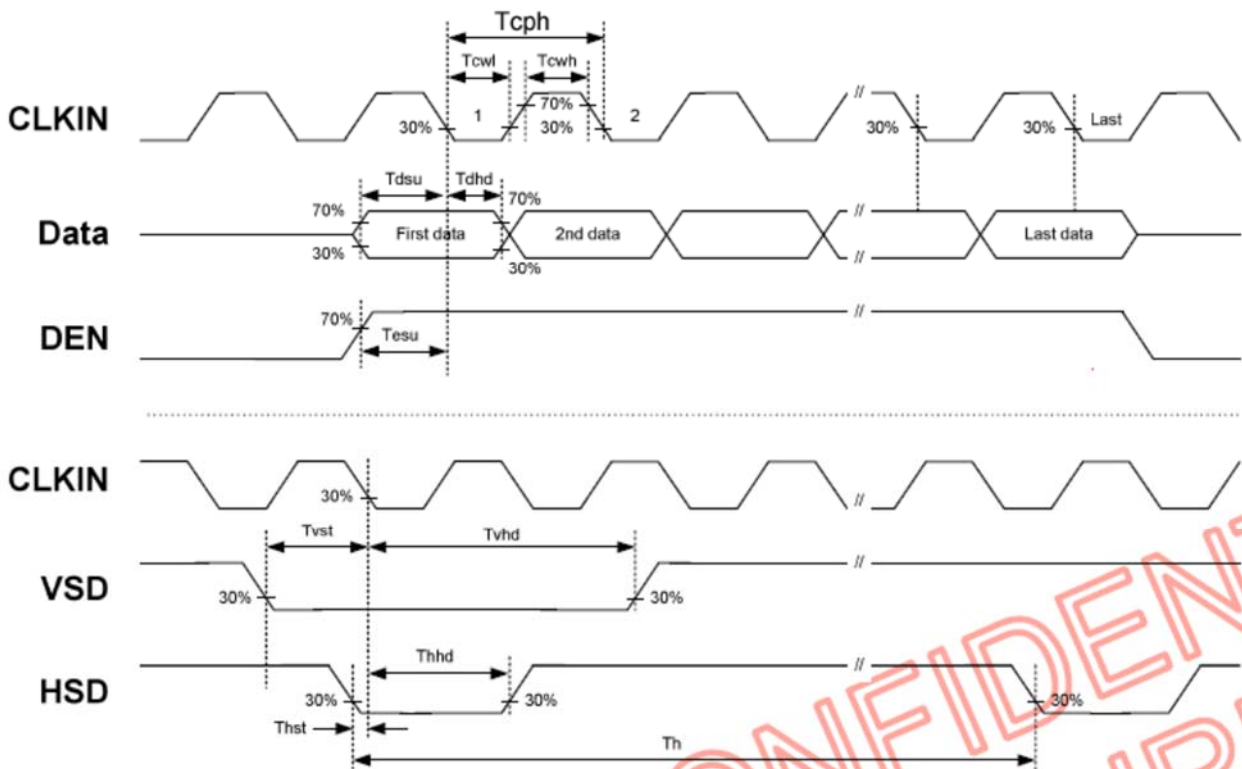 Tcph
Tcwl Tcwh
CLKIN 30% 1 70% 30% 2 // 30% 30% Last
Tdsu Tdhd
70% 70%
Data First data 2nd data // // Last data
30% 30%
DEN 70% //
Tesu
CLKIN 30% //
Tvst Tvhd
VSD 30% 30% //
Thhd
HSD 30% 30% // 30%
Thst
Th